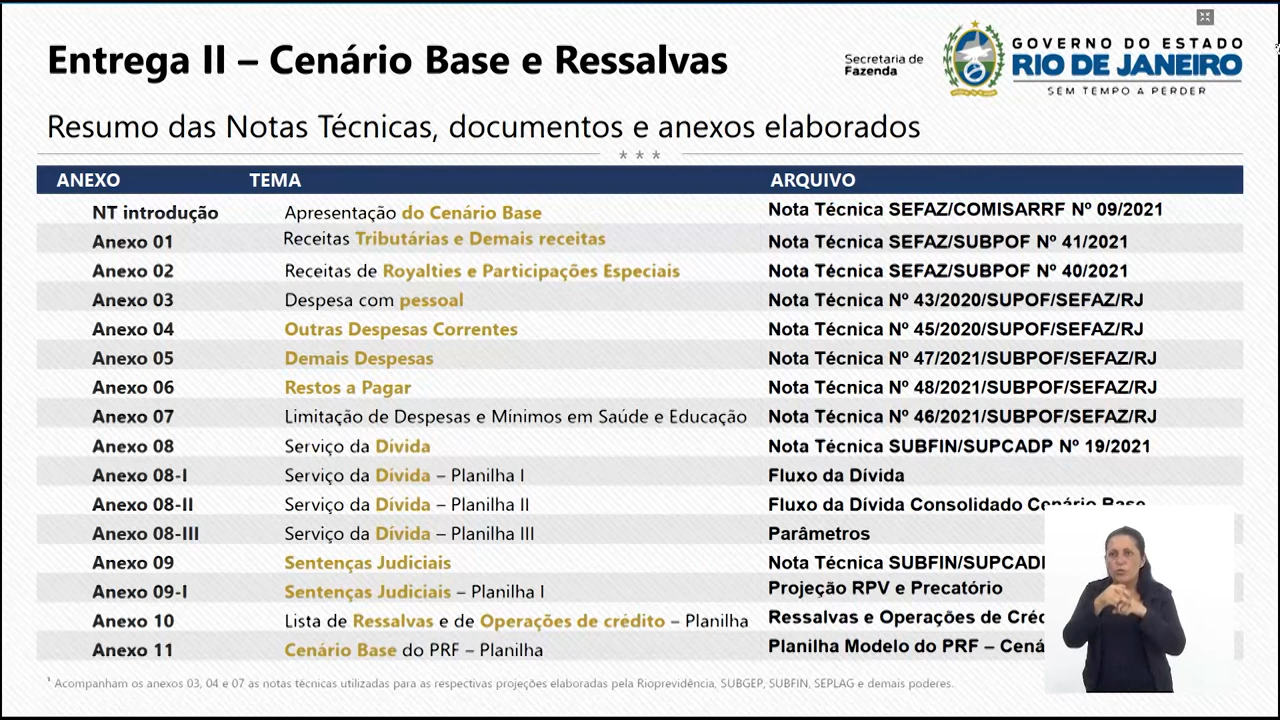 Entrega II – Cenário Base e Ressalvas
Secretaria de
Fazenda
GOVERNO DO ESTADO
RIO DE JANEIRO
SEM TEMPO A PERDER
Resumo das Notas Técnicas, documentos e anexos elaborados
* * *
ANEXO TEMA ARQUIVO
NT introdução Apresentação do Cenário Base Nota Técnica SEFAZ/COMISARRF Nº 09/2021
Anexo 01 Receitas Tributárias e Demais receitas Nota Técnica SEFAZ/SUBPOF Nº 41/2021
Anexo 02 Receitas de Royalties e Participações Especiais Nota Técnica SEFAZ/SUBPOF Nº 40/2021
Anexo 03 Despesa com pessoal Nota Técnica Nº 43/2020/SUPOF/SEFAZ/RJ
Anexo 04 Outras Despesas Correntes Nota Técnica Nº 45/2020/SUPOF/SEFAZ/RJ
Anexo 05 Demais Despesas Nota Técnica Nº 47/2021/SUBPOF/SEFAZ/RJ
Anexo 06 Restos a Pagar Nota Técnica Nº 48/2021/SUBPOF/SEFAZ/RJ
Anexo 07 Limitação de Despesas e Mínimos em Saúde e Educação Nota Técnica Nº 46/2021/SUBPOF/SEFAZ/RJ
Anexo 08 Serviço da Dívida Nota Técnica SUBFIN/SUPCADP Nº 19/2021
Anexo 08-I Serviço da Dívida – Planilha I Fluxo da Dívida
Anexo 08-II Serviço da Dívida – Planilha II Fluxo da Dívida Consolidado Cenário Base
Anexo 08-III Serviço da Dívida – Planilha III Parâmetros
Anexo 09 Sentenças Judiciais Nota Técnica
Anexo 09-I Sentenças Judiciais – Planilha I Projeção RPV e Precatório
Anexo 10 Lista de Ressalvas e de Operações de crédito – Planilha Ressalvas e Operações de
Anexo 11 Cenário Base do PRF – Planilha Planilha Modelo do PRF –
¹ Acompanham os anexos 03, 04 e 07 as notas técnicas utilizadas para as respectivas projeções elaboradas pela Rioprevidência, SUBGEP, SUBFIN, SEPLAG e demais poderes.